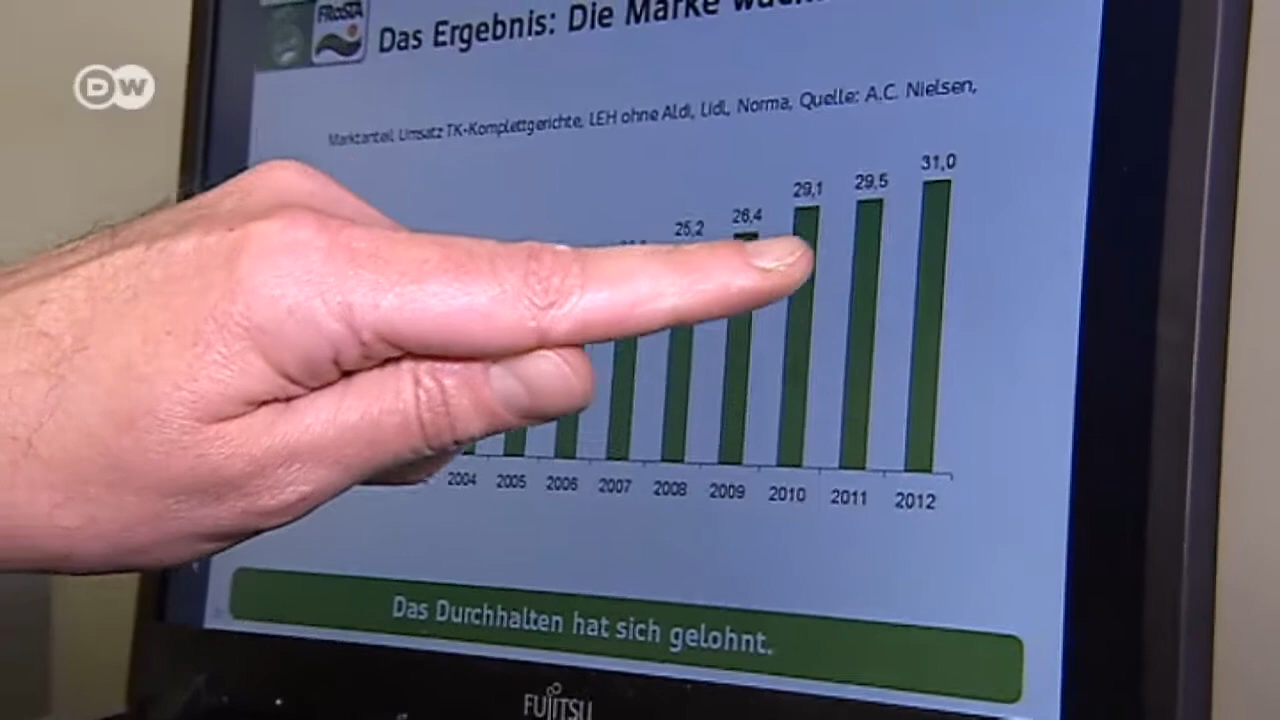 DW
FRoSTA
Das Ergebnis: Die Marke
Marktanteil Umsatz TK-Komplettgerichte, LEH ohne Aldi, Lidl, Norma, Quelle: A.C. Nielsen,
25,2 26,4 29,1 29,5 31,0
2004 2005 2006 2007 2008 2009 2010 2011 2012
Das Durchhalten hat sich gelohnt.
FUJITSU